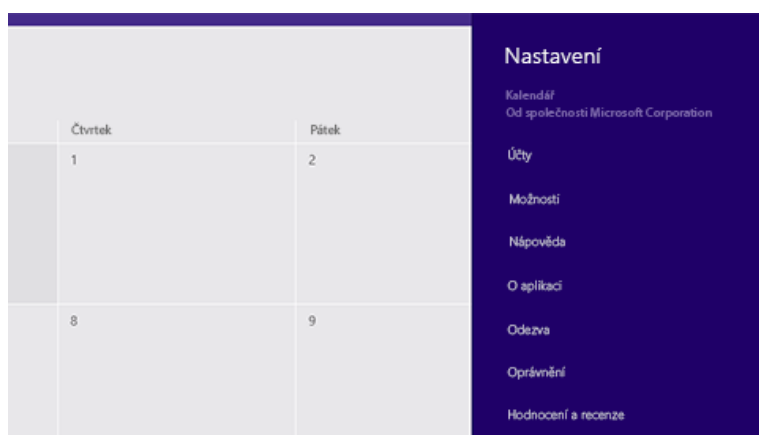 Nastavení
Kalendář
Od společnosti Microsoft Corporation
Čtvrtek Pátek
1 2
8 9
Účty
Možnosti
Nápověda
O aplikaci
Odezva
Oprávnění
Hodnocení a recenze